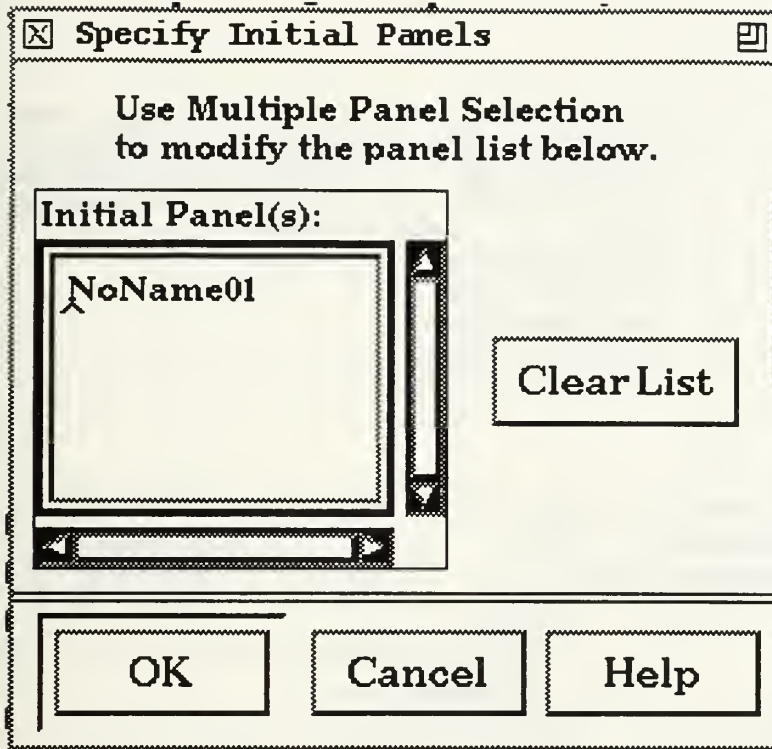 Specify Initial Panels
Use Multiple Panel Selection
to modify the panel list below.
Initial Panel(s):
NoName01
Clear List
OK
Cancel
Help